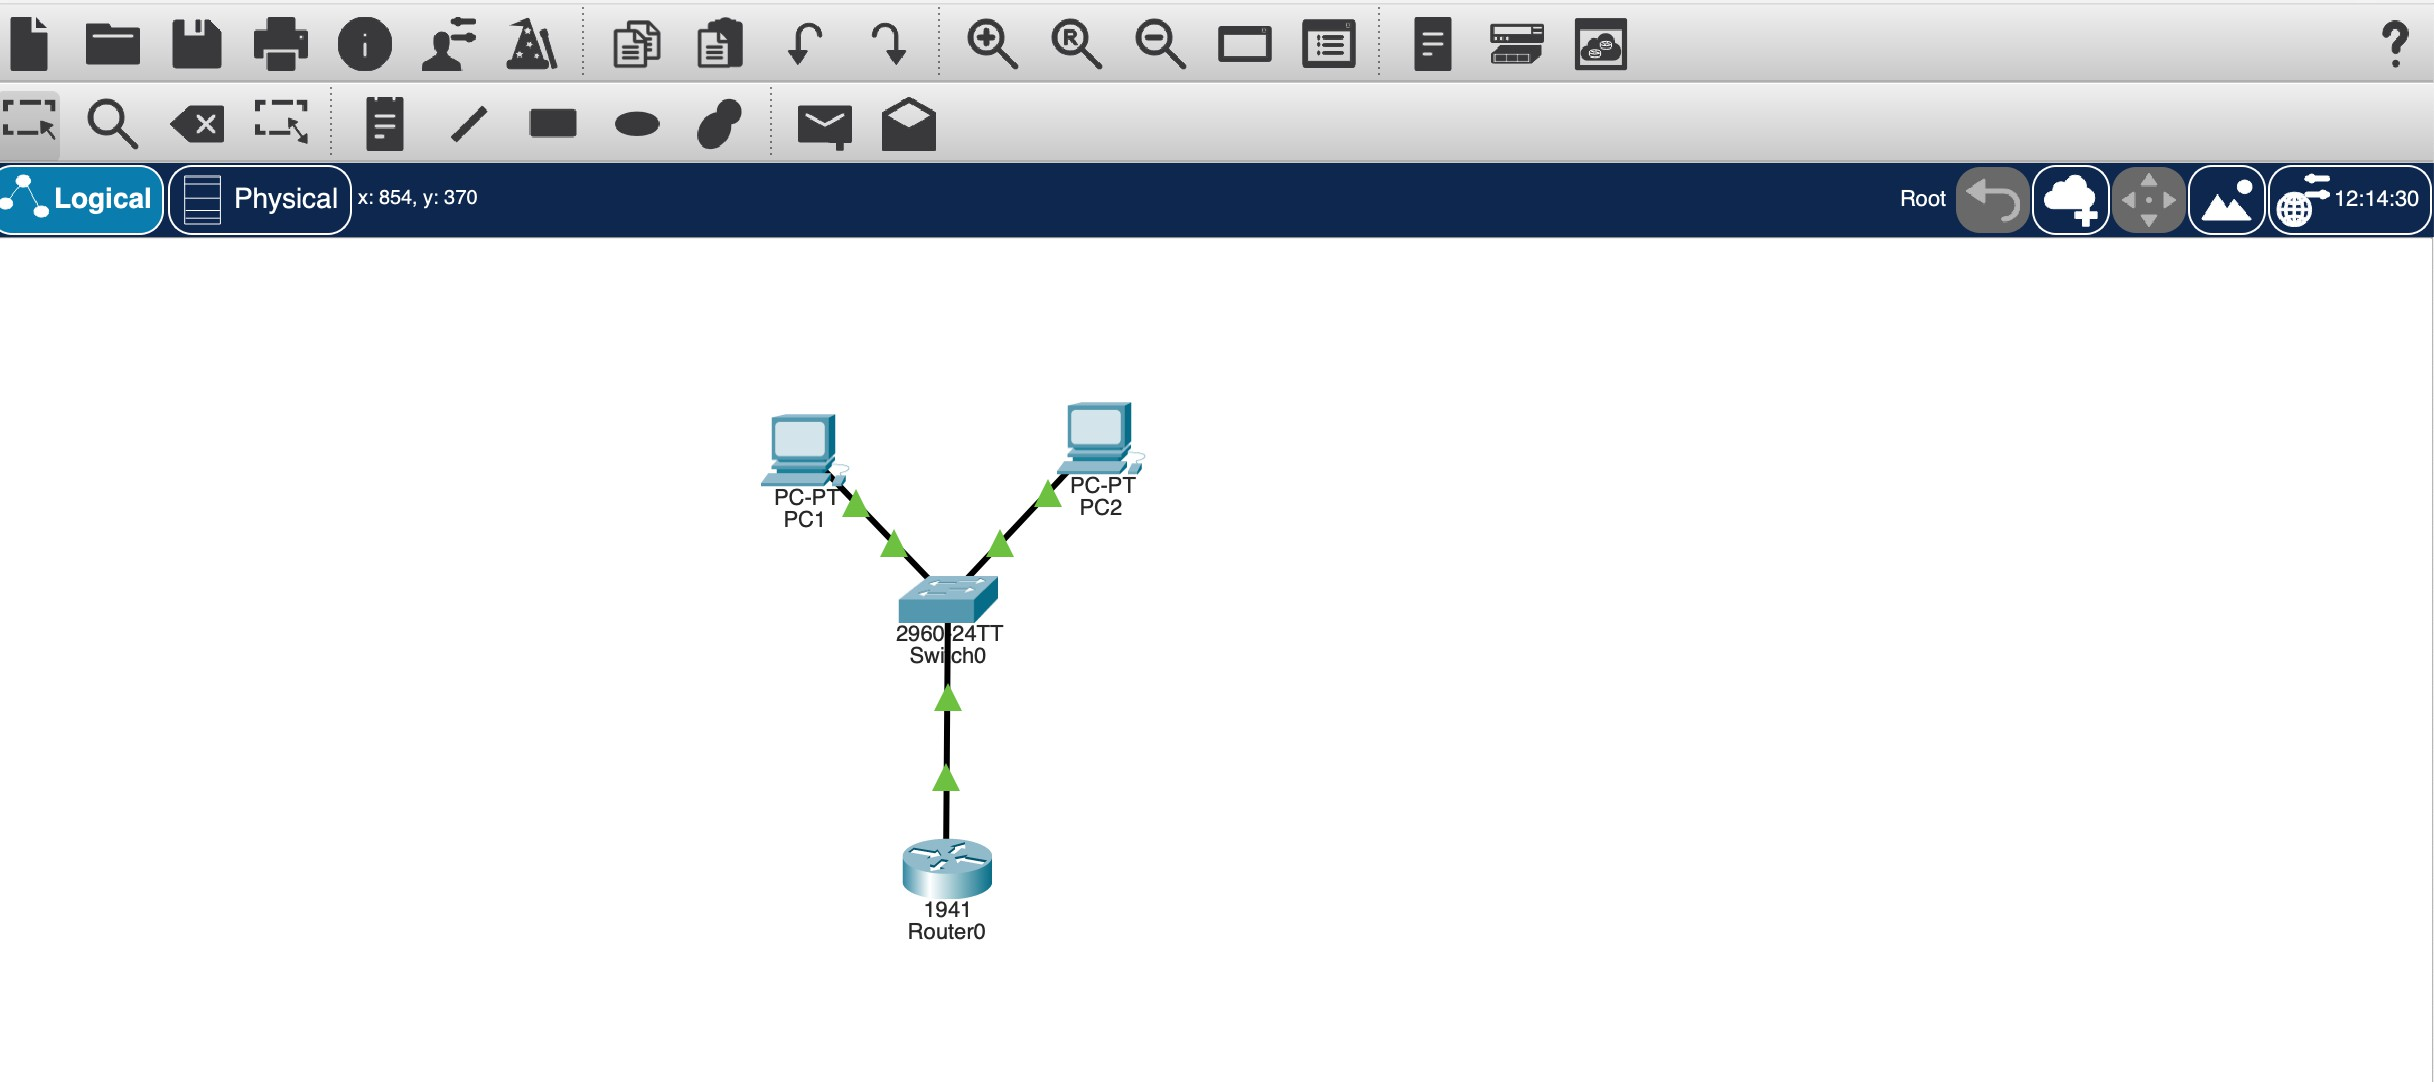 Logical
Physical
x: 854, y: 370
Root
12:14:30
PC-PT
PC1
PC-PT
PC2
2960-24TT
Switch0
1941
Router0